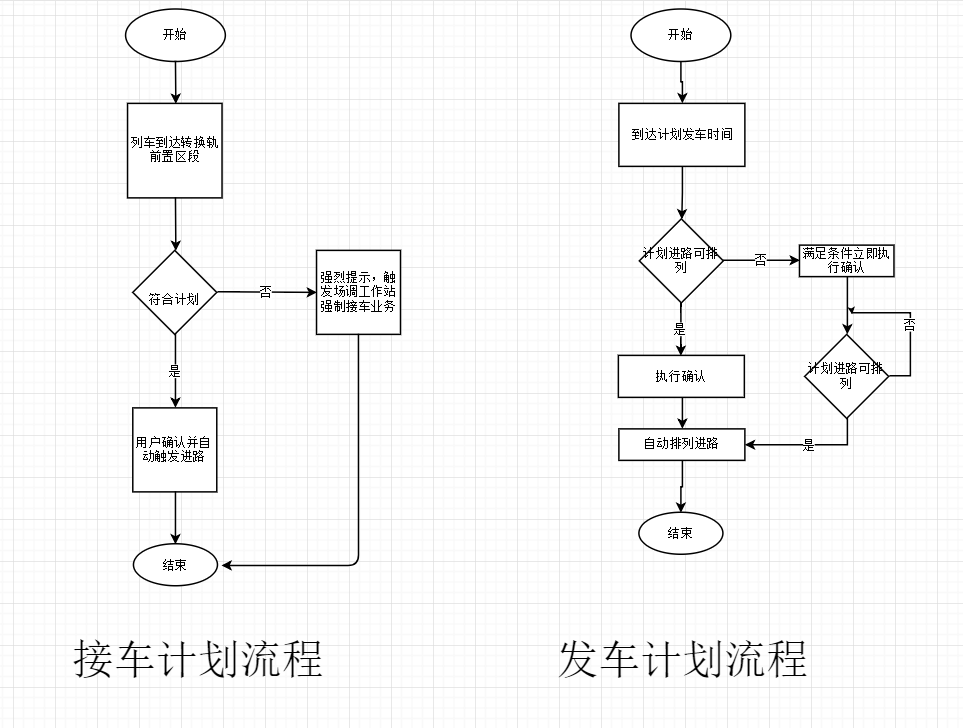 开始
列车到达转换轨
前置区段
符合计划
否
强烈提示，触
发场调工作站
强制接车业务
是
用户确认并自
动触发进路
结束
接车计划流程
开始
到达计划发车时间
计划进路可排
列
否
满足条件立即执
行确认
是
否
计划进路可排
列
执行确认
自动排列进路
是
结束
发车计划流程